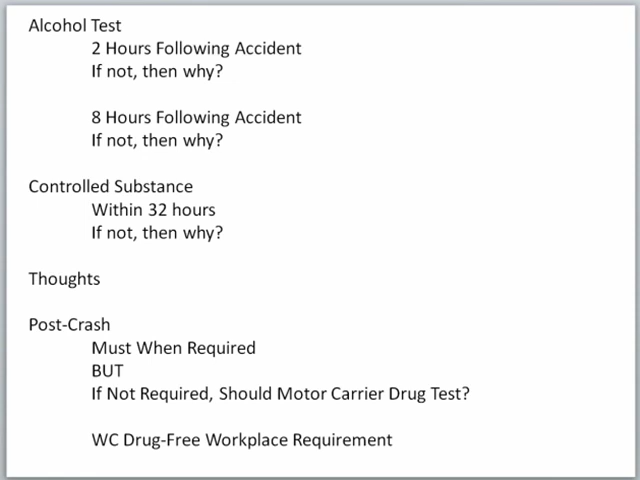 Alcohol Test
2 Hours Following Accident
If not, then why?
8 Hours Following Accident
If not, then why?
Controlled Substance
Within 32 hours
If not, then why?
Thoughts
Post-Crash
Must When Required
BUT
If Not Required, Should Motor Carrier Drug Test?
WC Drug-Free Workplace Requirement